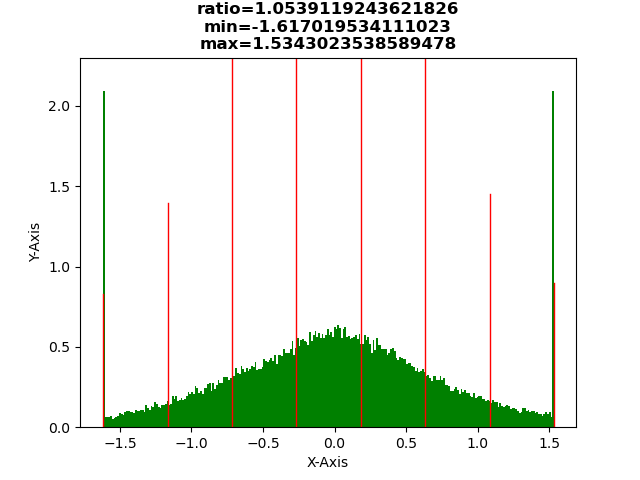 ratio=1.0539119243621826
min=-1.617019534111023
max=1.5343023538589478
2.0
1.5
1.0
0.5
0.0
Y-Axis
−1.5 −1.0 −0.5 0.0 0.5 1.0 1.5
X-Axis